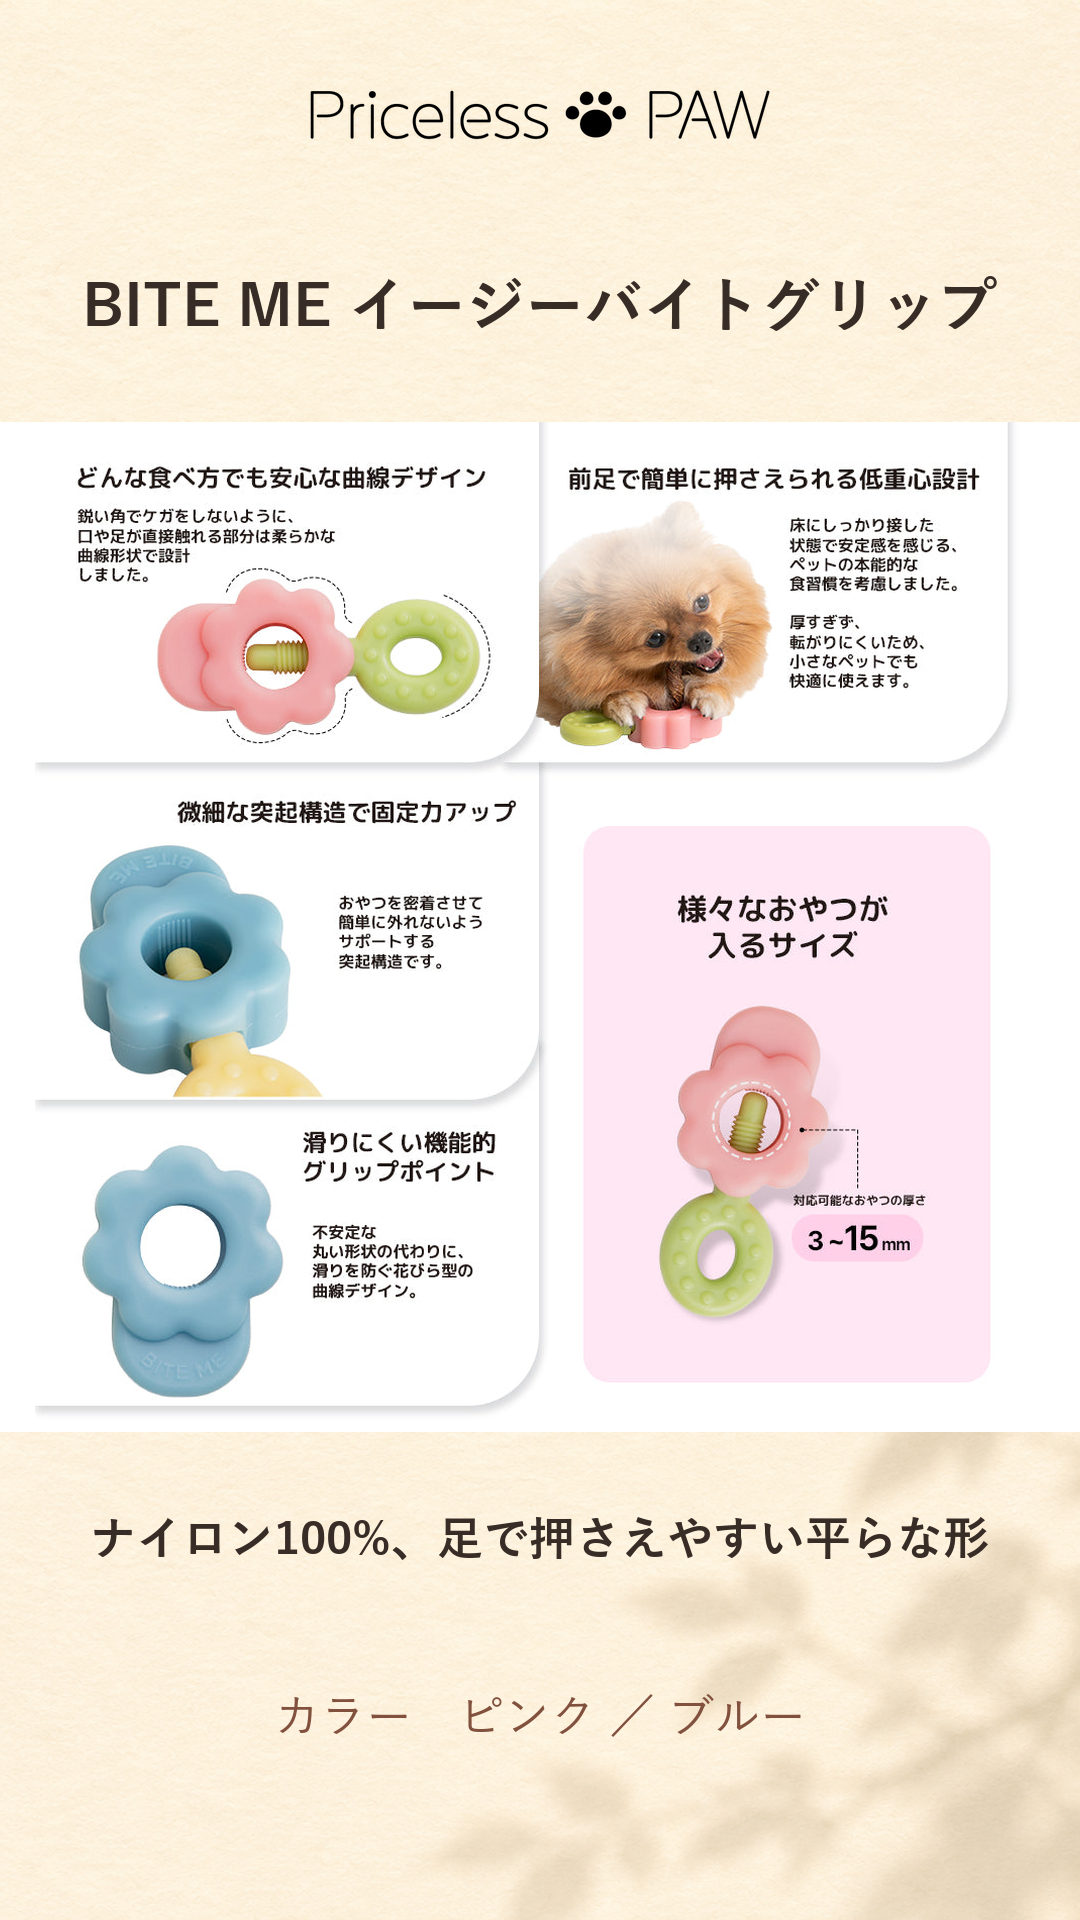 Priceless PAW
BITE ME イージーバイトグリップ
どんな食べ方でも安心な曲線デザイン
鋭い角でケガをしないように、
口や足が直接触れる部分は柔らかな
曲線形状で設計
しました。
前足で簡単に押さえられる低重心設計
床にしっかり接した
状態で安定感を感じる、
ペットの本能的な
食習慣を考慮しました。
厚すぎず、
転がりにくいため、
小さなペットでも
快適に使えます。
微細な突起構造で固定力アップ
BITE ME
おやつを密着させて
簡単に外れないよう
サポートする
突起構造です。
滑りにくい機能的
グリップポイント
不安定な
丸い形状の代わりに、
滑りを防ぐ花びら型の
曲線デザイン。
BITE ME
様々なおやつが
入るサイズ
対応可能なおやつの厚さ
3 ~15 mm
ナイロン100%、足で押さえやすい平らな形
カラー　ピンク ／ ブルー